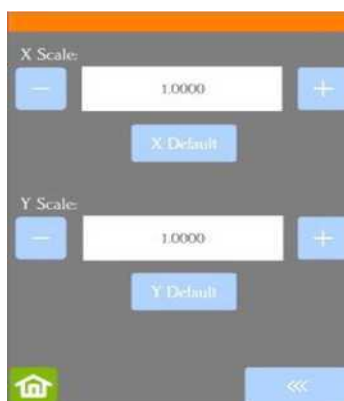 X Scale:
— 1.0000 +
X Default
Y Scale:
— 1.0000 +
Y Default
<<<